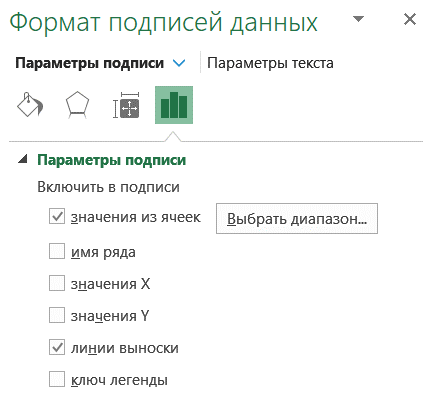 Формат подписей данных
Параметры подписи Параметры текста
Параметры подписи
Включить в подписи
значения из ячеек Выбрать диапазон...
имя ряда
значения X
значения Y
линии выноски
ключ легенды